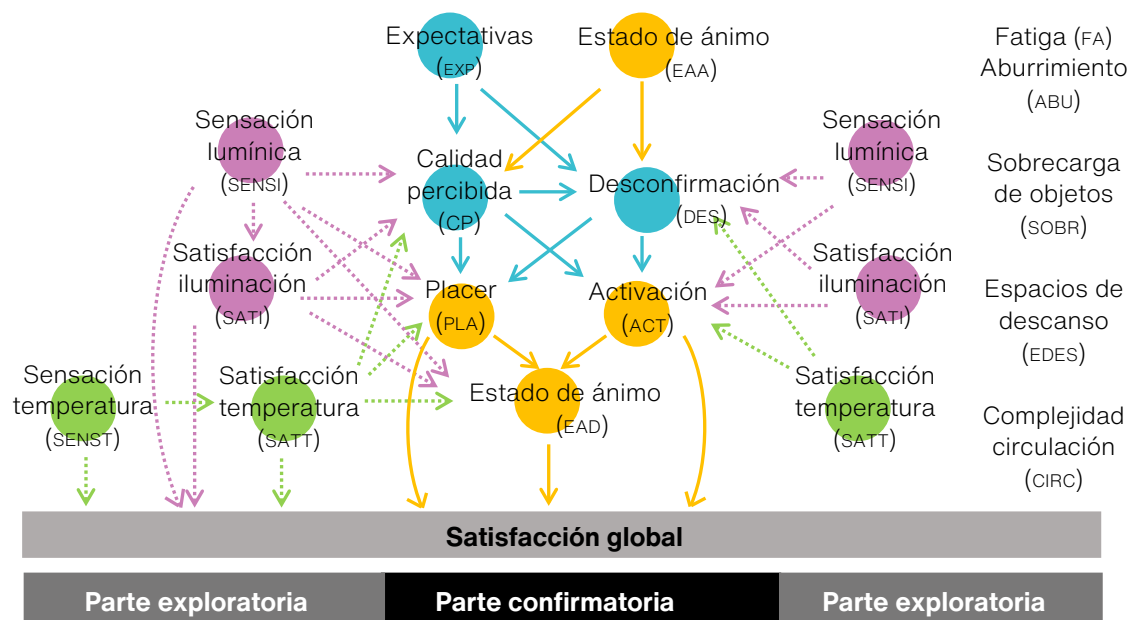 Expectativas
(EXP)
Estado de ánimo
(EAA)
Fatiga (FA)
Aburrimiento
(ABU)
Sensación
lumínica
(SENSI)
Calidad
percibida
(CP)
Desconfirmación
(DES)
Sensación
lumínica
(SENSI)
Sobrecarga
de objetos
(SOBR)
Satisfacción
iluminación
(SATI)
Placer
(PLA)
Activación
(ACT)
Satisfacción
iluminación
(SATI)
Espacios de
descanso
(EDES)
Sensación
temperatura
(SENST)
Satisfacción
temperatura
(SATT)
Estado de ánimo
(EAD)
Satisfacción
temperatura
(SATT)
Complejidad
circulación
(CIRC)
Satisfacción global
Parte exploratoria
Parte confirmatoria
Parte exploratoria